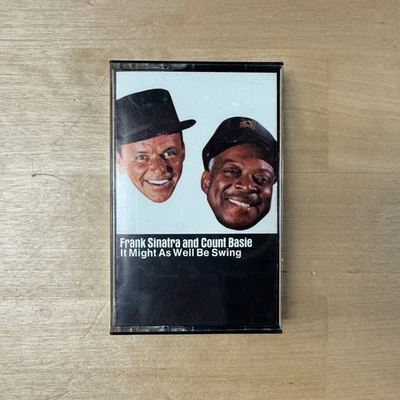 Frank Sinatra and Count Basie
It Might As Well Be Swing